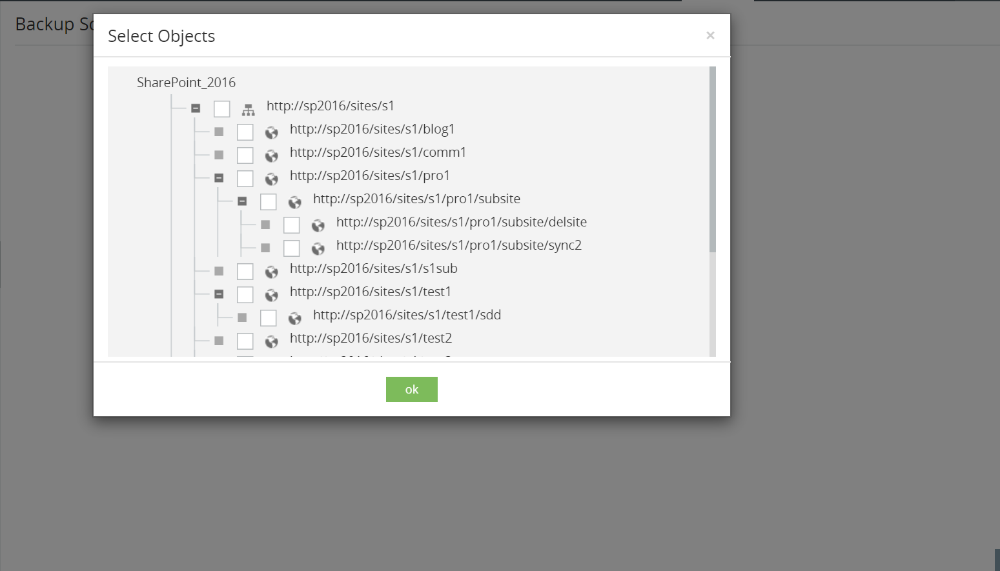 Backup
Select Objects
×
SharePoint_2016
http://sp2016/sites/s1
http://sp2016/sites/s1/blog1
http://sp2016/sites/s1/comm1
http://sp2016/sites/s1/pro1
http://sp2016/sites/s1/pro1/subsite
http://sp2016/sites/s1/pro1/subsite/delsite
http://sp2016/sites/s1/pro1/subsite/sync2
http://sp2016/sites/s1/s1sub
http://sp2016/sites/s1/test1
http://sp2016/sites/s1/test1/sdd
http://sp2016/sites/s1/test2
ok